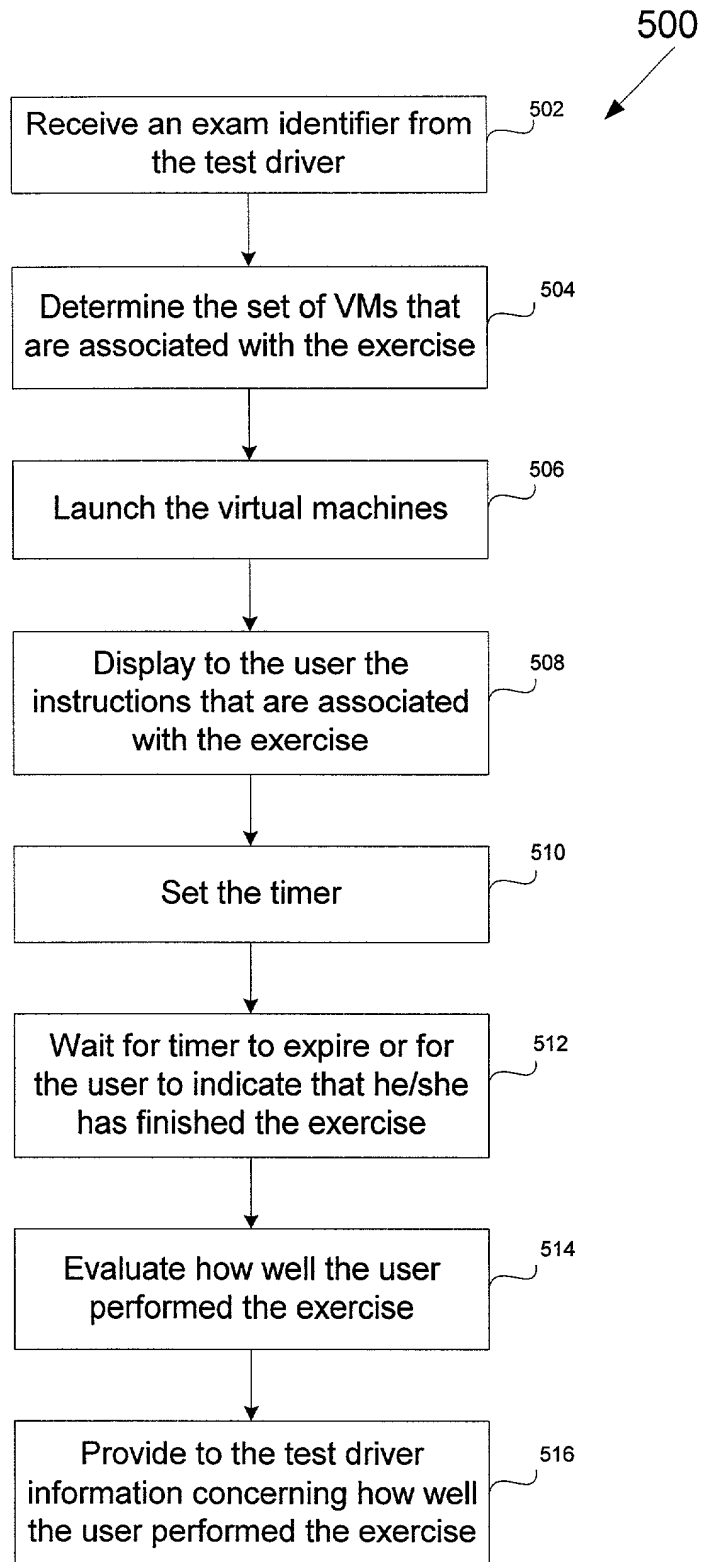 500
Receive an exam identifier from
the test driver
502
Determine the set of VMs that
are associated with the exercise
504
Launch the virtual machines
506
Display to the user the
instructions that are associated
with the exercise
508
Set the timer
510
Wait for timer to expire or for
the user to indicate that he/she
has finished the exercise
512
Evaluate how well the user
performed the exercise
514
Provide to the test driver
information concerning how well
the user performed the exercise
516